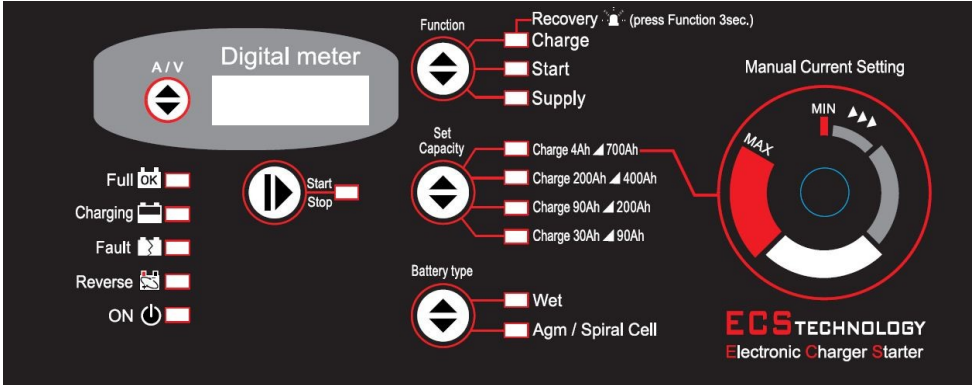 Digital meter
A / V
Full OK
Charging
Fault
Reverse
ON
Start
Stop
Function
Recovery (press Function 3sec.)
Charge
Start
Supply
Set
Capacity
Charge 4Ah 700Ah
Charge 200Ah 400Ah
Charge 90Ah 200Ah
Charge 30Ah 90Ah
Battery type
Wet
Agm / Spiral Cell
Manual Current Setting
MIN
MAX
ECS TECHNOLOGY
Electronic Charger Starter